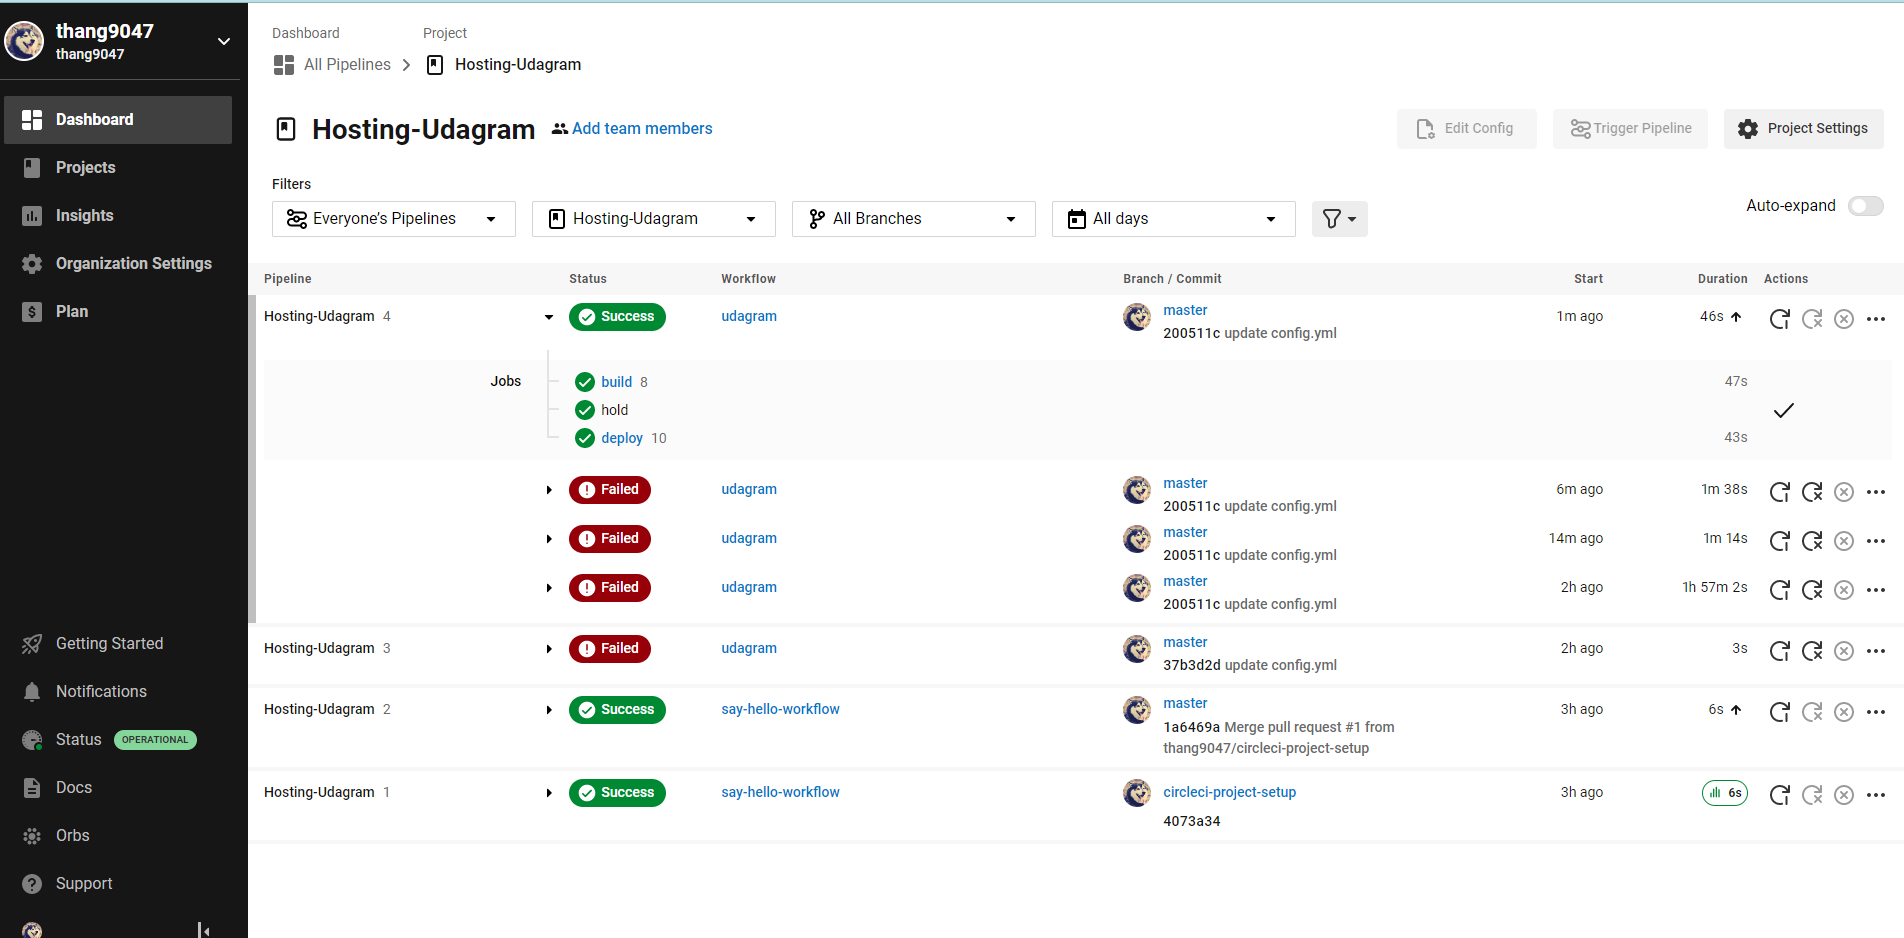 thang9047
thang9047
Dashboard
Projects
Insights
Organization Settings
Plan
Getting Started
Notifications
Status OPERATIONAL
Docs
Orbs
Support
Dashboard Project
All Pipelines Hosting-Udagram
Hosting-Udagram Add team members
Edit Config Trigger Pipeline Project Settings
Filters
Everyone’s Pipelines Hosting-Udagram All Branches All days
Auto-expand
Pipeline Status Workflow Branch / Commit Start Duration Actions
Hosting-Udagram 4 Success udagram master 1m ago 46s
200511c update config.yml
Jobs build 8 47s
hold
deploy 10 43s
Failed udagram master 6m ago 1m 38s
200511c update config.yml
Failed udagram master 14m ago 1m 14s
200511c update config.yml
Failed udagram master 2h ago 1h 57m 2s
200511c update config.yml
Hosting-Udagram 3 Failed udagram master 2h ago 3s
37b3d2d update config.yml
Hosting-Udagram 2 Success say-hello-workflow master 3h ago 6s
1a6469a Merge pull request #1 from
thang9047/circleci-project-setup
Hosting-Udagram 1 Success say-hello-workflow circleci-project-setup 3h ago 6s
4073a34